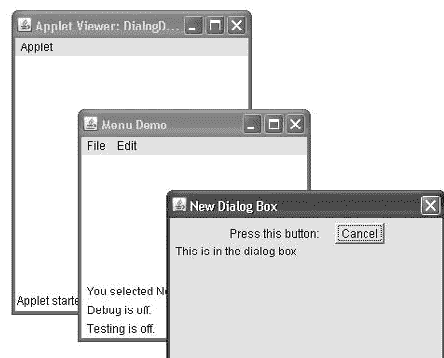 Applet Viewer: DialogD...
Applet
Menu Demo
File Edit
New Dialog Box
Press this button: Cancel
This is in the dialog box
You selected Ne
Debug is off.
Testing is off.
Applet starte